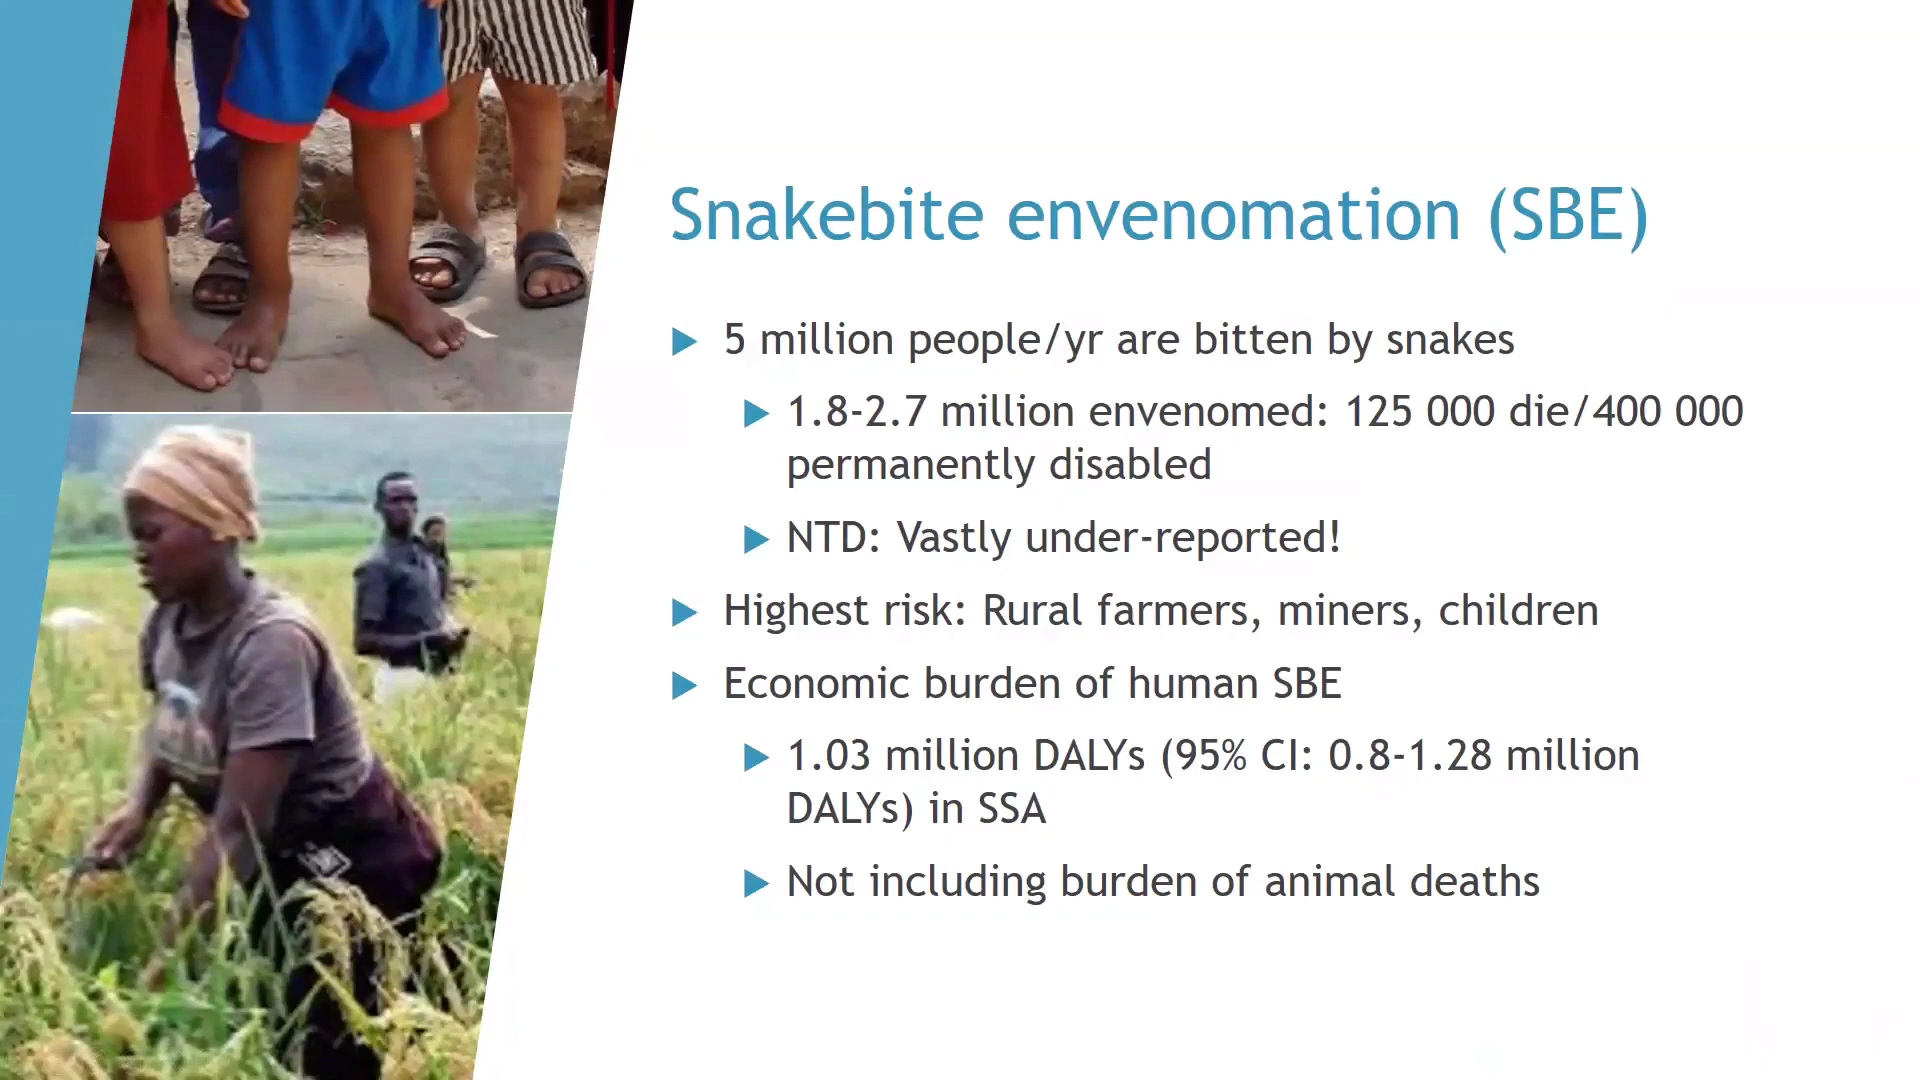 Snakebite envenomation (SBE)
5 million people/yr are bitten by snakes
1.8-2.7 million envenomed: 125 000 die/400 000
permanently disabled
NTD: Vastly under-reported!
Highest risk: Rural farmers, miners, children
Economic burden of human SBE
1.03 million DALYs (95% CI: 0.8-1.28 million
DALYs) in SSA
Not including burden of animal deaths